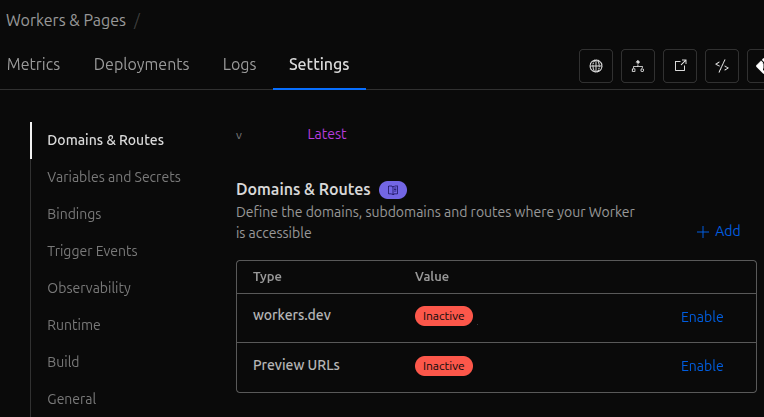 Workers & Pages /
Metrics Deployments Logs Settings
Domains & Routes
Variables and Secrets
Bindings
Trigger Events
Observability
Runtime
Build
General
v Latest
Domains & Routes
Define the domains, subdomains and routes where your Worker
is accessible
+ Add
Type Value
workers.dev Inactive Enable
Preview URLs Inactive Enable